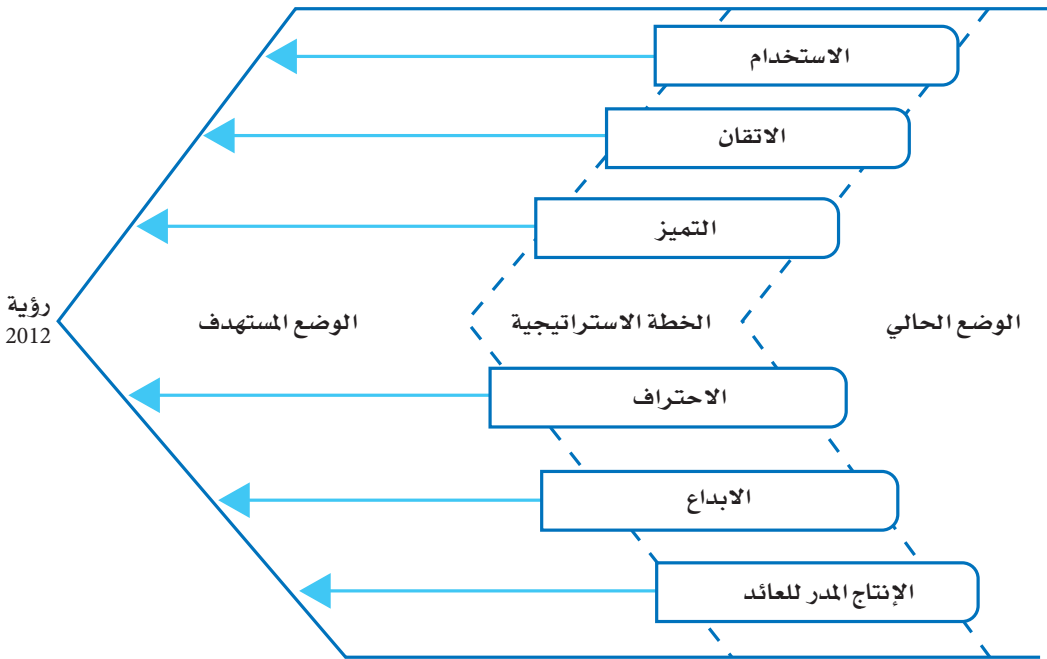 الاستخدام
الاتقان
التميز
الوضع الحالي
الخطة الاستراتيجية
الوضع المستهدف
رؤية
2012
الاحتراف
الابداع
الإنتاج المدر للعائد